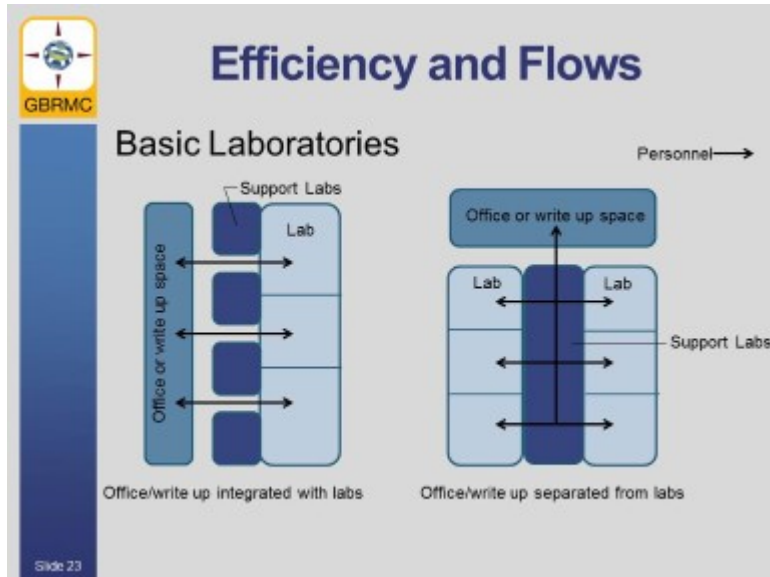 GBRMC
Efficiency and Flows
Basic Laboratories
Personnel
Support Labs
Office or write up space
Lab
Office/write up integrated with labs
Office or write up space
Lab
Lab
Support Labs
Office/write up separated from labs
Slide 23